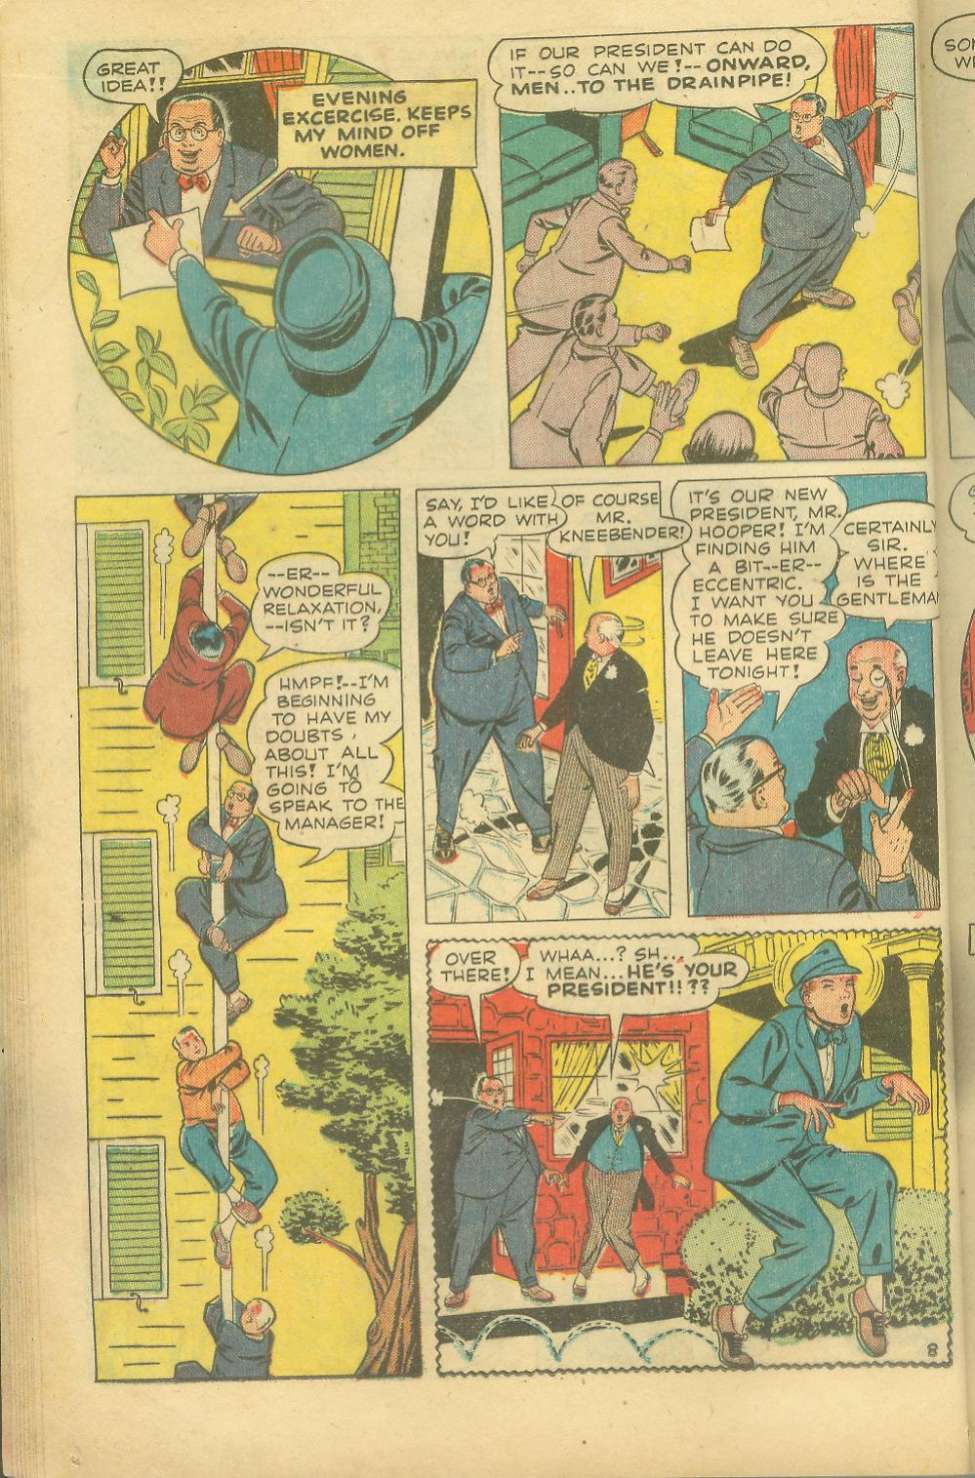 GREAT
IDEA!!
EVENING
EXCERCISE. KEEPS
MY MIND OFF
WOMEN.
IF OUR PRESIDENT CAN DO
IT--SO CAN WE!--ONWARD,
MEN..TO THE DRAINPIPE!
--ER--
WONDERFUL
RELAXATION,
--ISN'T IT?
HMPF!--I'M
BEGINNING
TO HAVE MY
DOUBTS,
ABOUT ALL
THIS! I'M
GOING TO
SPEAK TO THE
MANAGER!
SAY, I'D LIKE
A WORD WITH
YOU!
OF COURSE
MR.
KNEEBENDER!
IT'S OUR NEW
PRESIDENT, MR.
HOOPER! I'M
FINDING HIM
A BIT--ER--
ECCENTRIC.
I WANT YOU
TO MAKE SURE
HE DOESN'T
LEAVE HERE
TONIGHT!
CERTAINLY
SIR.
WHERE
IS THE
GENTLEMA
OVER
THERE!
WHAA...? SH...
I MEAN...HE'S YOUR
PRESIDENT!!??
8